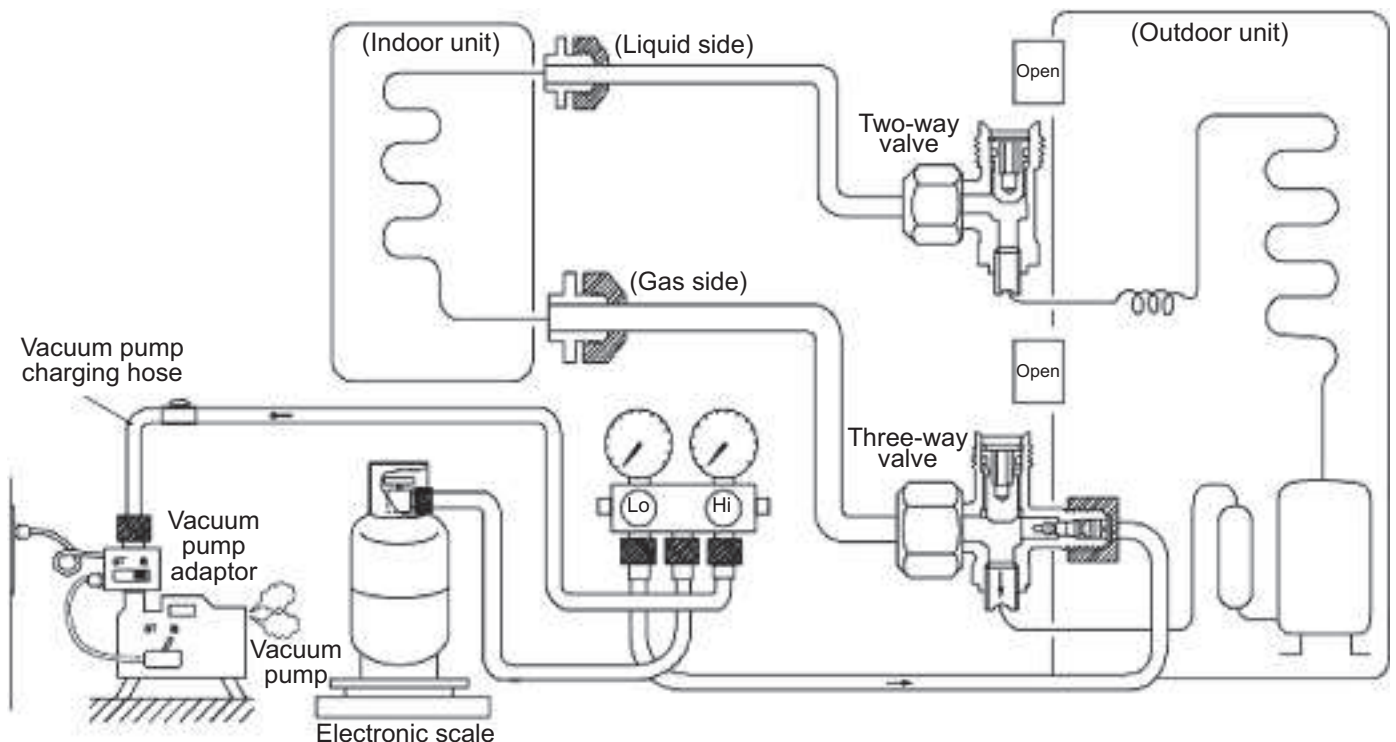 (Indoor unit)
(Liquid side)
Open
(Outdoor unit)
Two-way
valve
(Gas side)
Open
Vacuum pump
charging hose
Three-way
valve
Lo
Hi
Vacuum
pump
adaptor
Vacuum
pump
Electronic scale